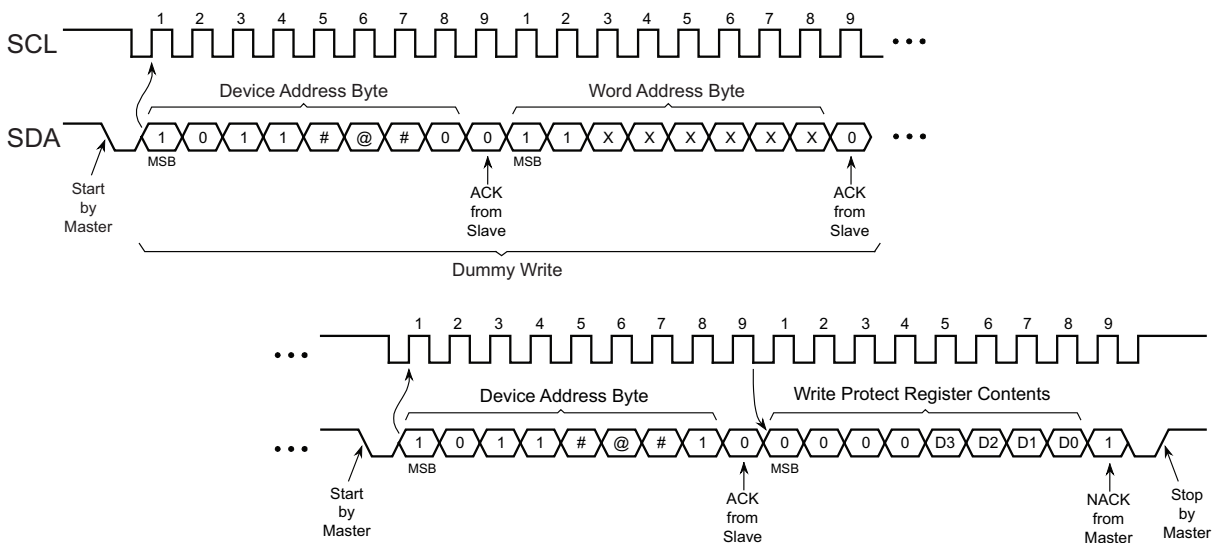 1 2 3 4 5 6 7 8 9 1 2 3 4 5 6 7 8 9
SCL
Device Address Byte Word Address Byte
SDA 1 0 1 1 # @ # 0 0 1 1 X X X X X X 0
MSB MSB
Start
by
Master
ACK
from
Slave
ACK
from
Slave
Dummy Write
1 2 3 4 5 6 7 8 9 1 2 3 4 5 6 7 8 9
Device Address Byte Write Protect Register Contents
1 0 1 1 # @ # 1 0 0 0 0 0 D3 D2 D1 D0 1
MSB MSB
Start
by
Master
ACK
from
Slave
NACK
from
Master
Stop
by
Master